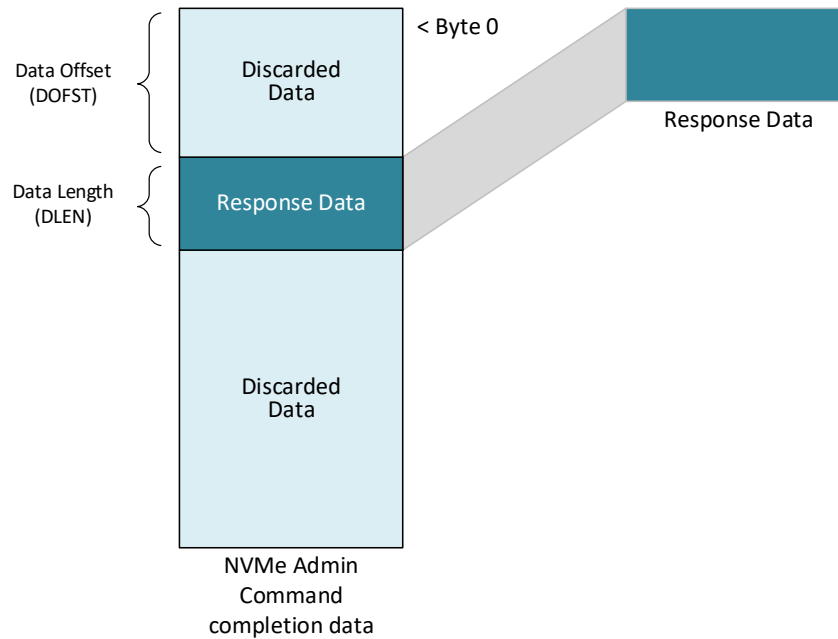 < Byte 0
Data Offset
(DOFST)
Discarded
Data
Response Data
Data Length
(DLEN)
Response Data
Discarded
Data
NVMe Admin
Command
completion data